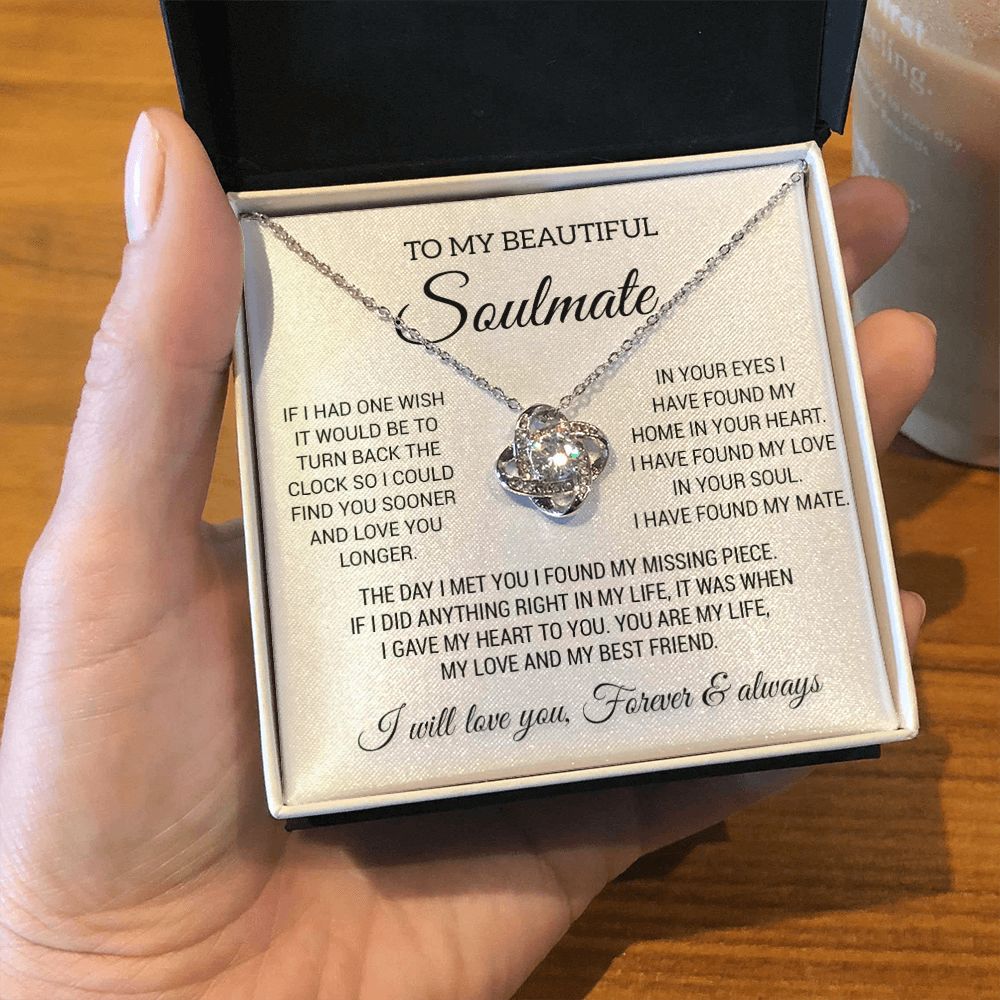 TO MY BEAUTIFUL
Soulmate
IF I HAD ONE WISH
IT WOULD BE TO
TURN BACK THE
CLOCK SO I COULD
FIND YOU SOONER
AND LOVE YOU
LONGER.
IN YOUR EYES I
HAVE FOUND MY
HOME IN YOUR HEART.
I HAVE FOUND MY LOVE
IN YOUR SOUL.
I HAVE FOUND MY MATE.
THE DAY I MET YOU I FOUND MY MISSING PIECE.
IF I DID ANYTHING RIGHT IN MY LIFE, IT WAS WHEN
I GAVE MY HEART TO YOU. YOU ARE MY LIFE,
MY LOVE AND MY BEST FRIEND.
I will love you, Forever & always
eling.
your day